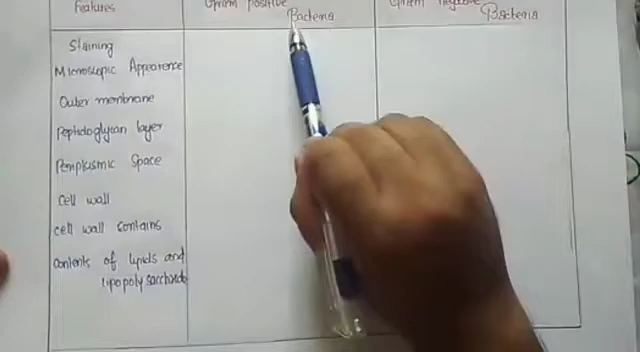 Features
Gram positive
Bacteria
Gram negative
Bacteria
Staining
Microscopic Appearence
Outer membrane
Peptidoglycan layer
Periplasmic Space
Cell wall
Cell wall contains
Contents of lipids and
lipopolysaccharide